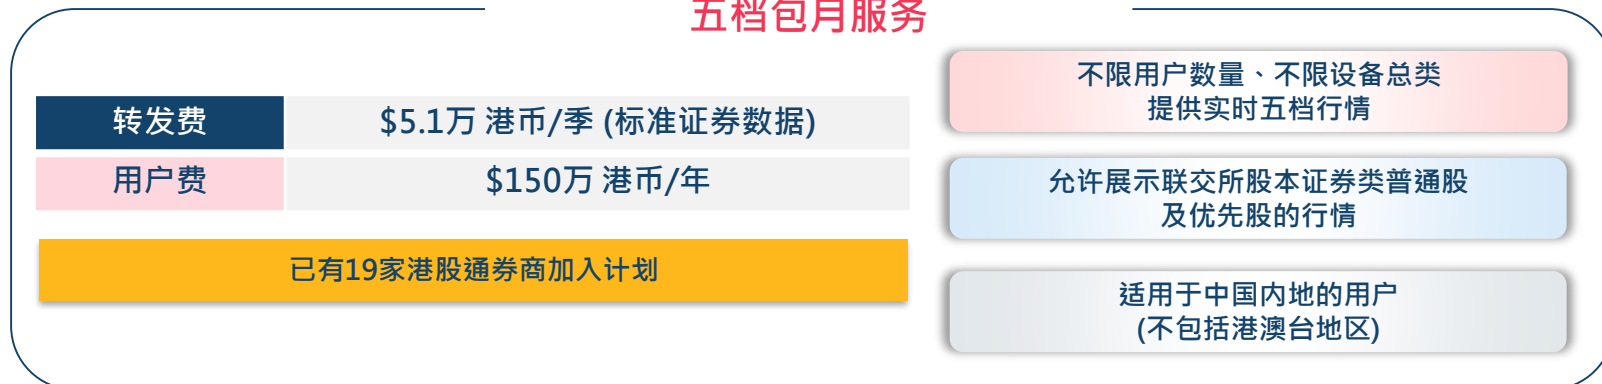 五档包月服务
转发费 $5.1万 港币/季 (标准证券数据)
用户费 $150万 港币/年
已有19家港股通券商加入计划
不限用户数量、不限设备总类
提供实时五档行情
允许展示联交所股本证券类普通股
及优先股的行情
适用于中国内地的用户
(不包括港澳台地区)